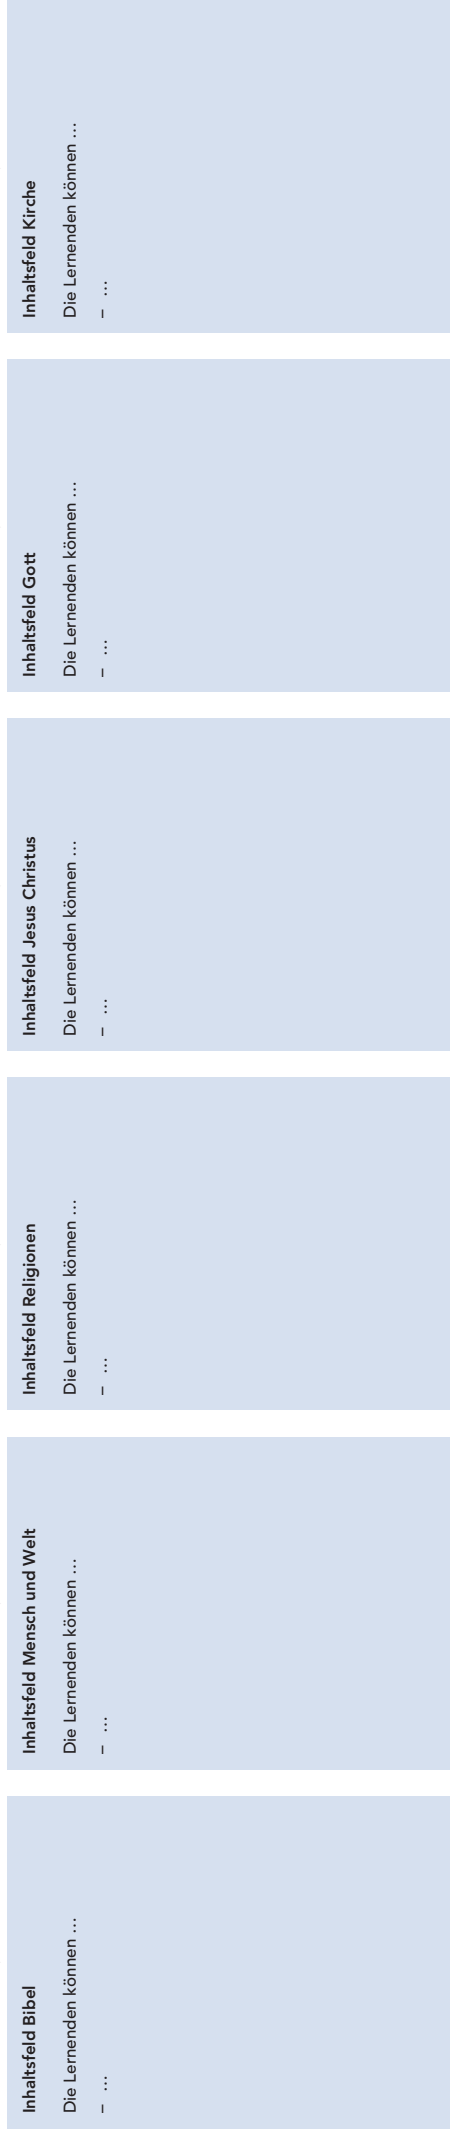 Inhaltsfeld Bibel
Die Lernenden können …
– …
Inhaltsfeld Mensch und Welt
Die Lernenden können …
– …
Inhaltsfeld Religionen
Die Lernenden können …
– …
Inhaltsfeld Jesus Christus
Die Lernenden können …
– …
Inhaltsfeld Gott
Die Lernenden können …
– …
Inhaltsfeld Kirche
Die Lernenden können …
– …